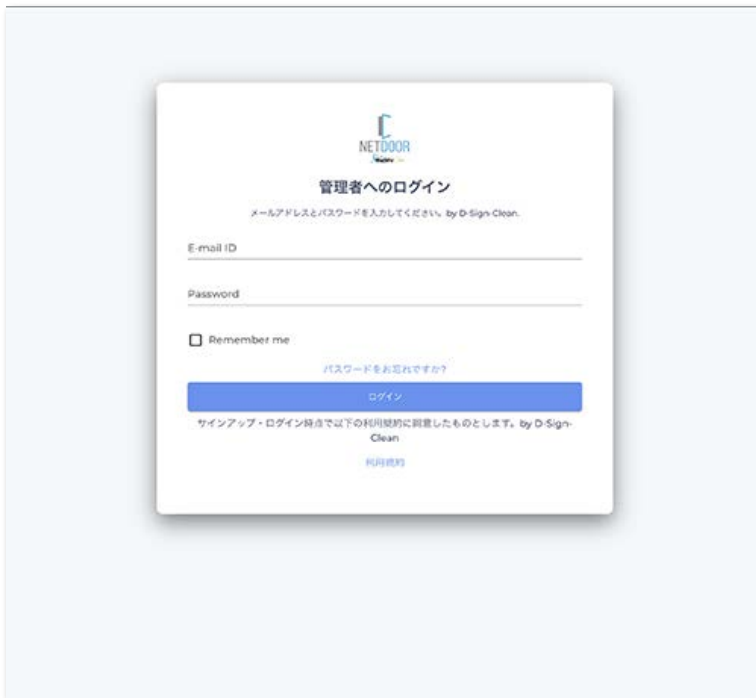 NETDOOR
管理者へのログイン
メールアドレスとパスワードを入力してください。by D-Sign-Clean.
E-mail ID
Password
Remember me
パスワードをお忘れですか?
ログイン
サインアップ・ログイン時点で以下の利用規約に同意したものとします。by D-Sign-
Clean
利用規約